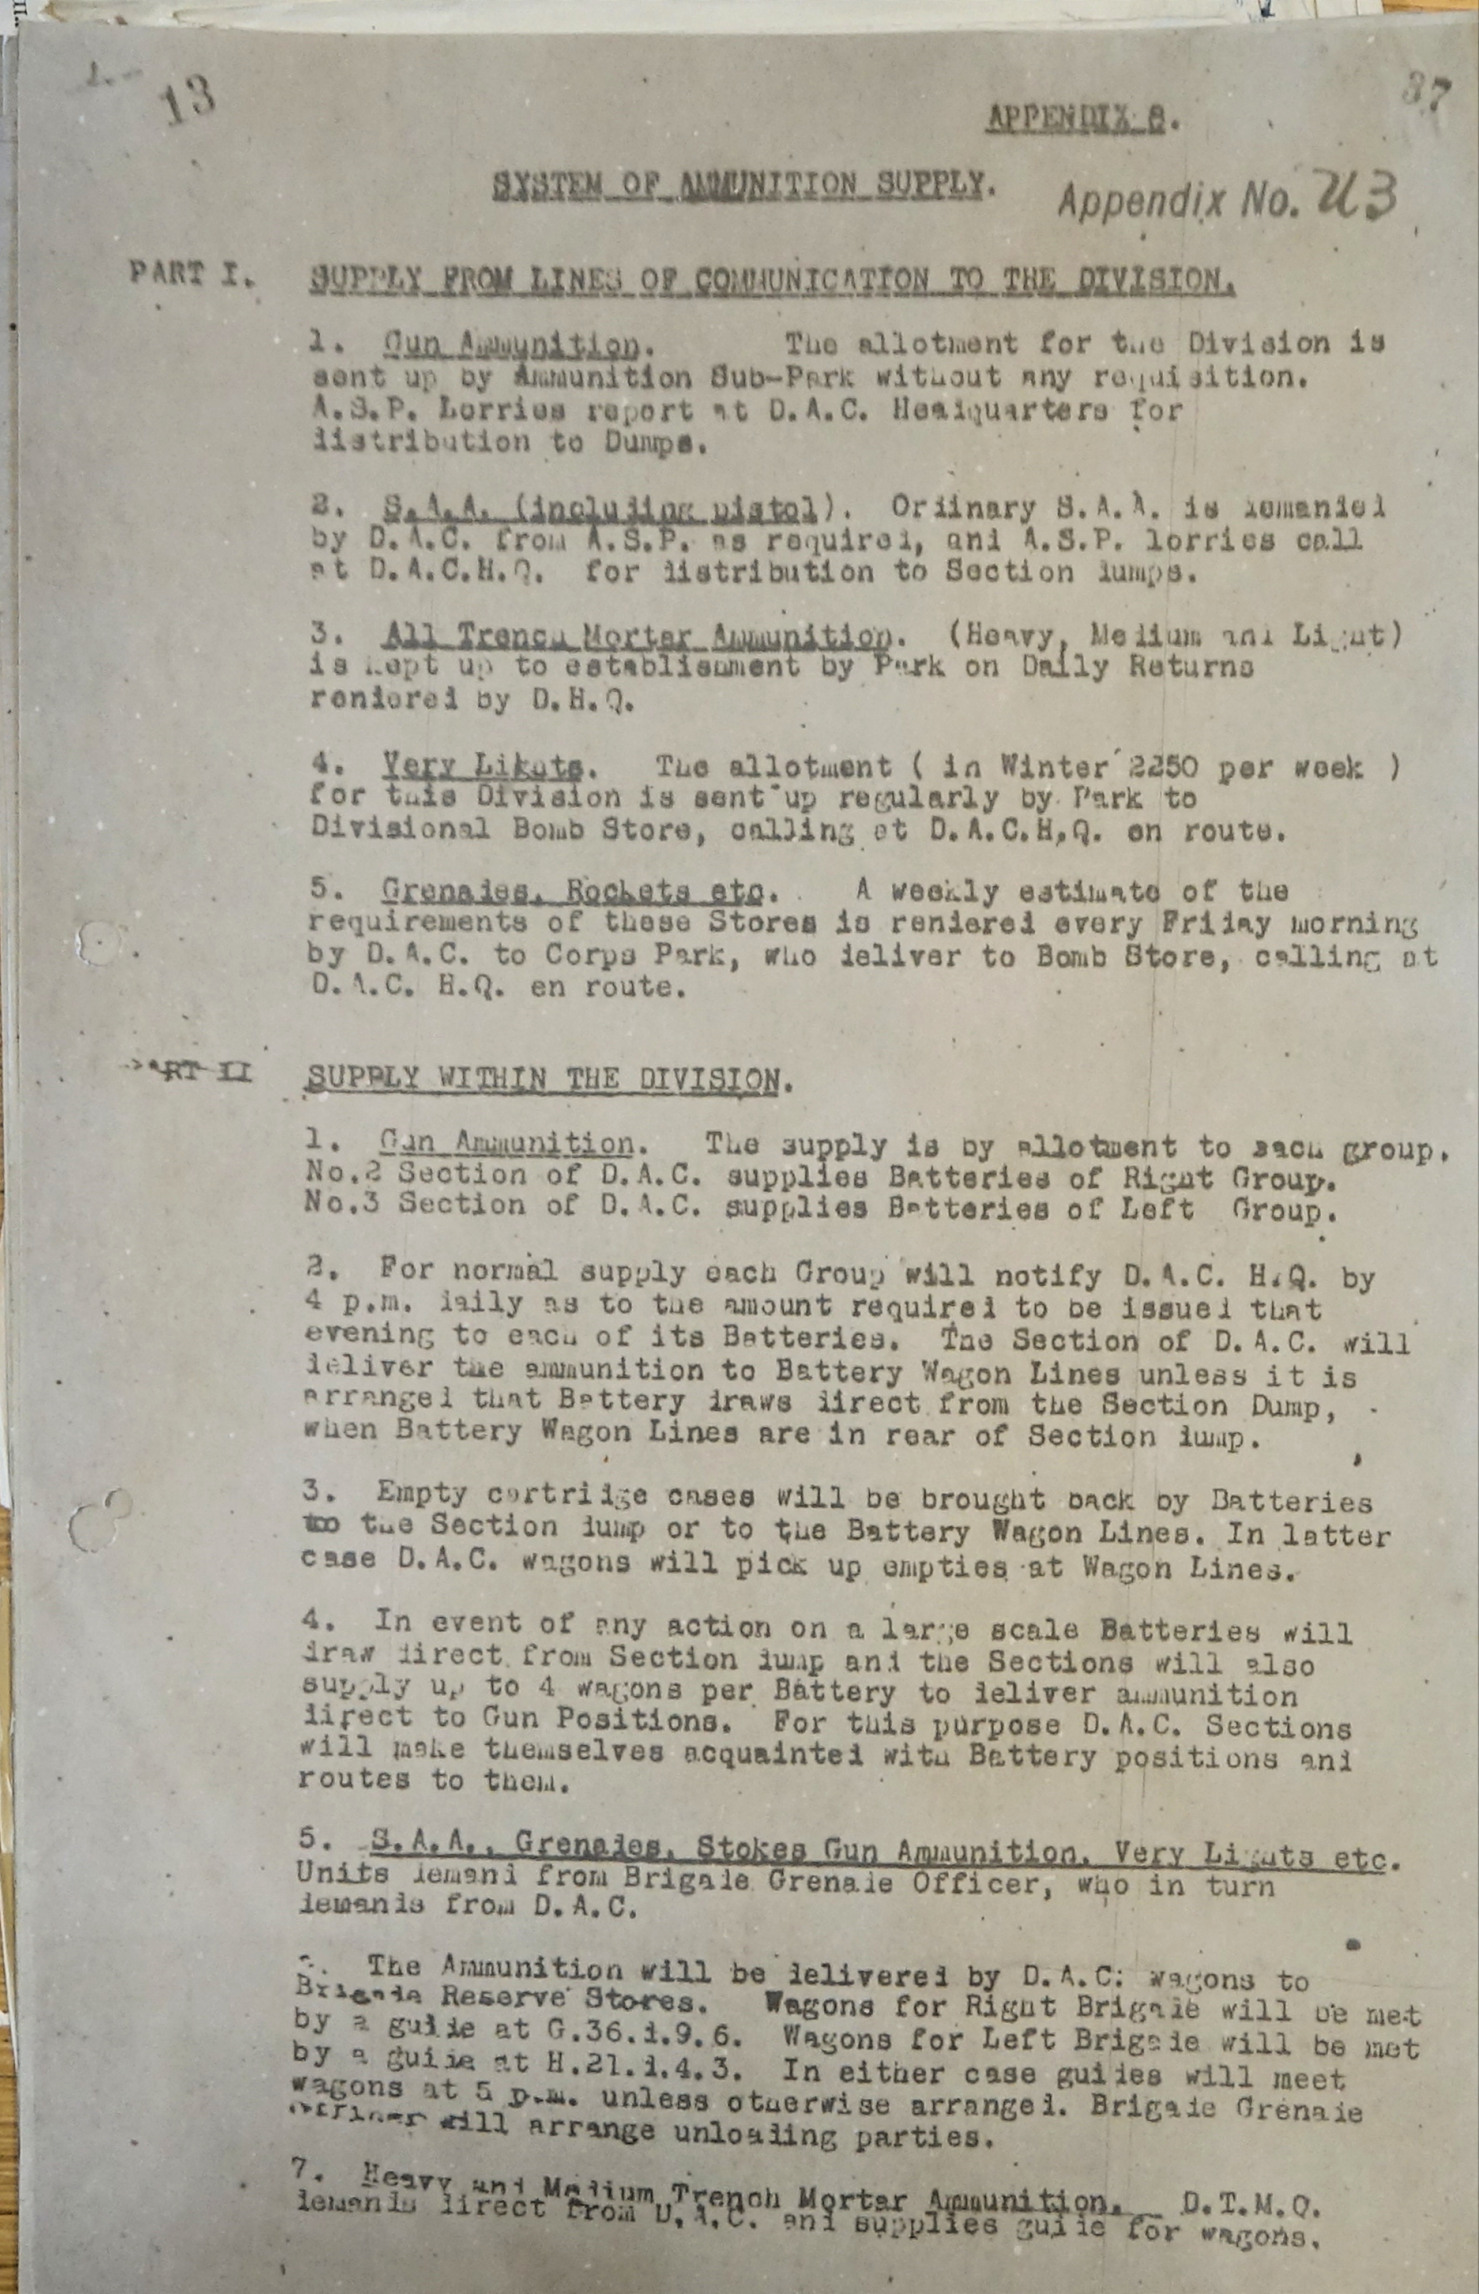 13
37
APPENDIX 8.
SYSTEM OF AMMUNITION SUPPLY.
Appendix No. U3
PART I. SUPPLY FROM LINES OF COMMUNICATION TO THE DIVISION.
1. Gun Ammunition. The allotment for the Division is
sent up by Ammunition Sub-Park without any requisition.
A.S.P. Lorries report at D.A.C. Headquarters for
distribution to Dumps.
2. S.A.A. (including pistol). Ordinary S.A.A. is demanded
by D.A.C. from A.S.P. as required, and A.S.P. lorries call
at D.A.C.H.Q. for distribution to Section dumps.
3. All Trench Mortar Ammunition. (Heavy, Medium and Light)
is kept up to establishment by Park on Daily Returns
rendered by D.H.Q.
4. Very Lights. The allotment ( in Winter 2250 per week )
for this Division is sent up regularly by Park to
Divisional Bomb Store, calling at D.A.C.H.Q. en route.
5. Grenades, Rockets etc. A weekly estimate of the
requirements of these Stores is rendered every Friday morning
by D.A.C. to Corps Park, who deliver to Bomb Store, calling at
D.A.C. H.Q. en route.
PART II SUPPLY WITHIN THE DIVISION.
1. Gun Ammunition. The supply is by allotment to each group.
No.2 Section of D.A.C. supplies Batteries of Right Group.
No.3 Section of D.A.C. supplies Batteries of Left Group.
2. For normal supply each Group will notify D.A.C. H.Q. by
4 p.m. daily as to the amount required to be issued that
evening to each of its Batteries. The Section of D.A.C. will
deliver the ammunition to Battery Wagon Lines unless it is
arranged that Battery draws direct from the Section Dump,
when Battery Wagon Lines are in rear of Section dump.
3. Empty cartridge cases will be brought back by Batteries
to the Section dump or to the Battery Wagon Lines. In latter
case D.A.C. wagons will pick up empties at Wagon Lines.
4. In event of any action on a large scale Batteries will
draw direct from Section dump and the Sections will also
supply up to 4 wagons per Battery to deliver ammunition
direct to Gun Positions. For this purpose D.A.C. Sections
will make themselves acquainted with Battery positions and
routes to them.
5. S.A.A., Grenades, Stokes Gun Ammunition, Very Lights etc.
Units demand from Brigade Grenade Officer, who in turn
demands from D.A.C.
The Ammunition will be delivered by D.A.C. wagons to
Brigade Reserve Stores. Wagons for Right Brigade will be met
by a guide at G.36.d.9.6. Wagons for Left Brigade will be met
by a guide at H.21.d.4.3. In either case guides will meet
wagons at 5 p.m. unless otherwise arranged. Brigade Grenade
Officer will arrange unloading parties.
7. Heavy and Medium Trench Mortar Ammunition. D.T.M.O.
demands direct from D.A.C. and supplies guide for wagons.